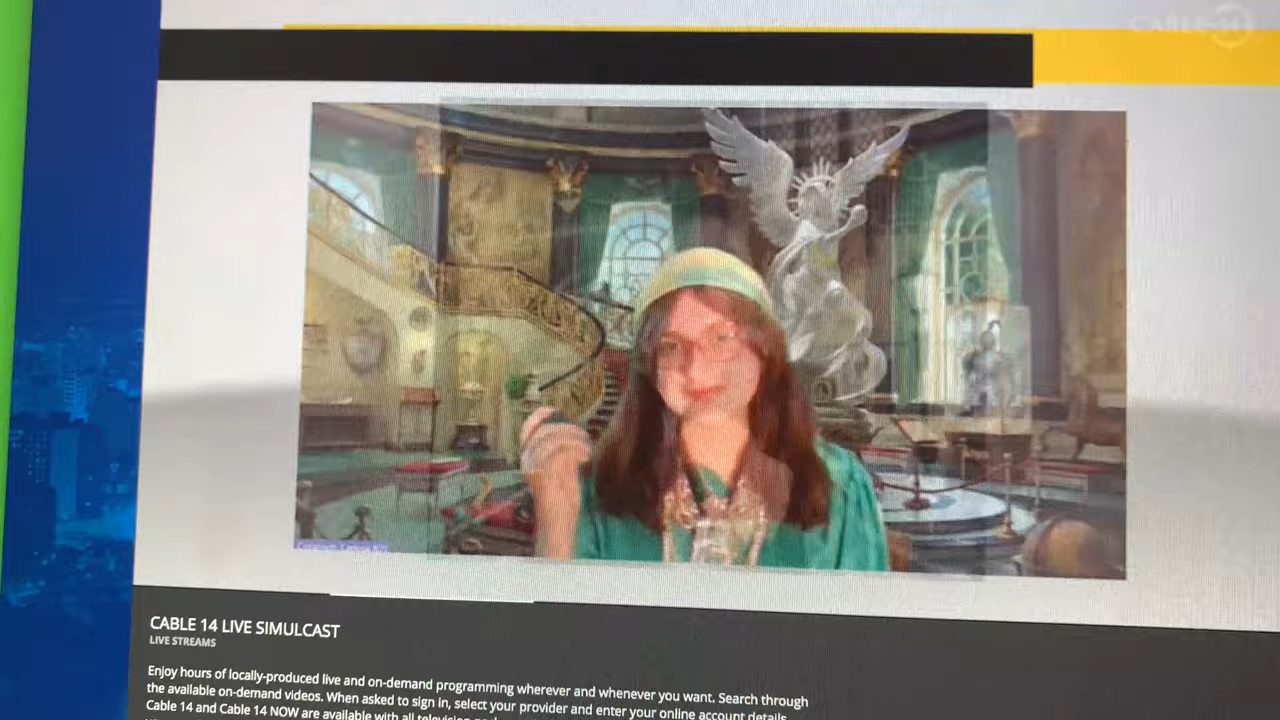 CABLE 14
CABLE 14 LIVE SIMULCAST
LIVE STREAMS
Enjoy hours of locally-produced live and on-demand programming wherever and whenever you want. Search through
the available on-demand videos. When asked to sign in, select your provider and enter your online account details.
Cable 14 and Cable 14 NOW are available with all